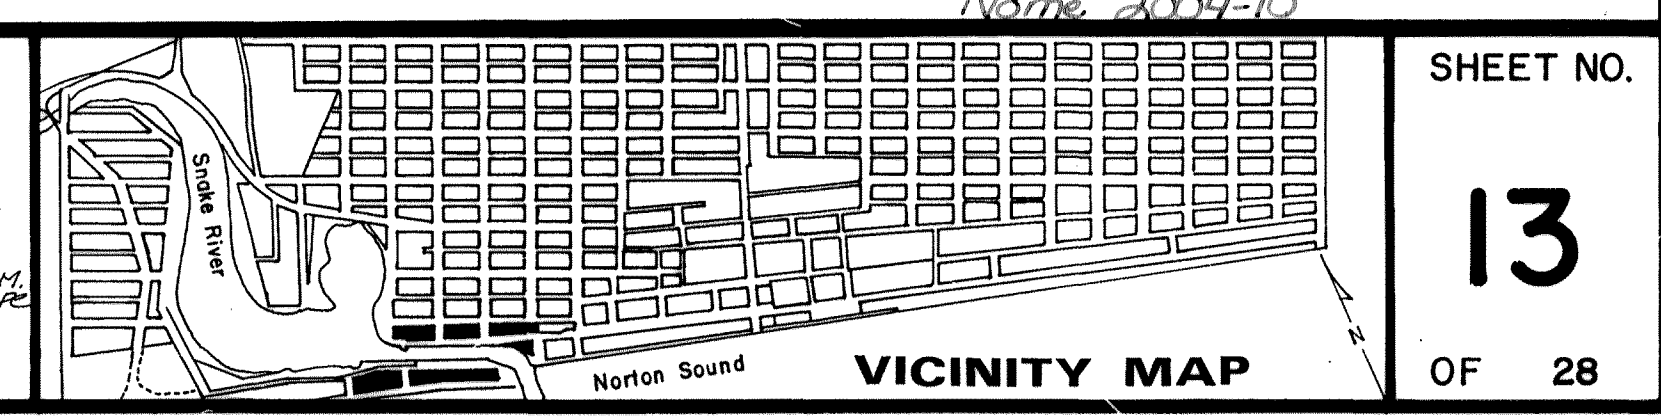 Nome 2004-10
SHEET NO.
13
OF 28
Snake River
Norton Sound
VICINITY MAP
N
M.